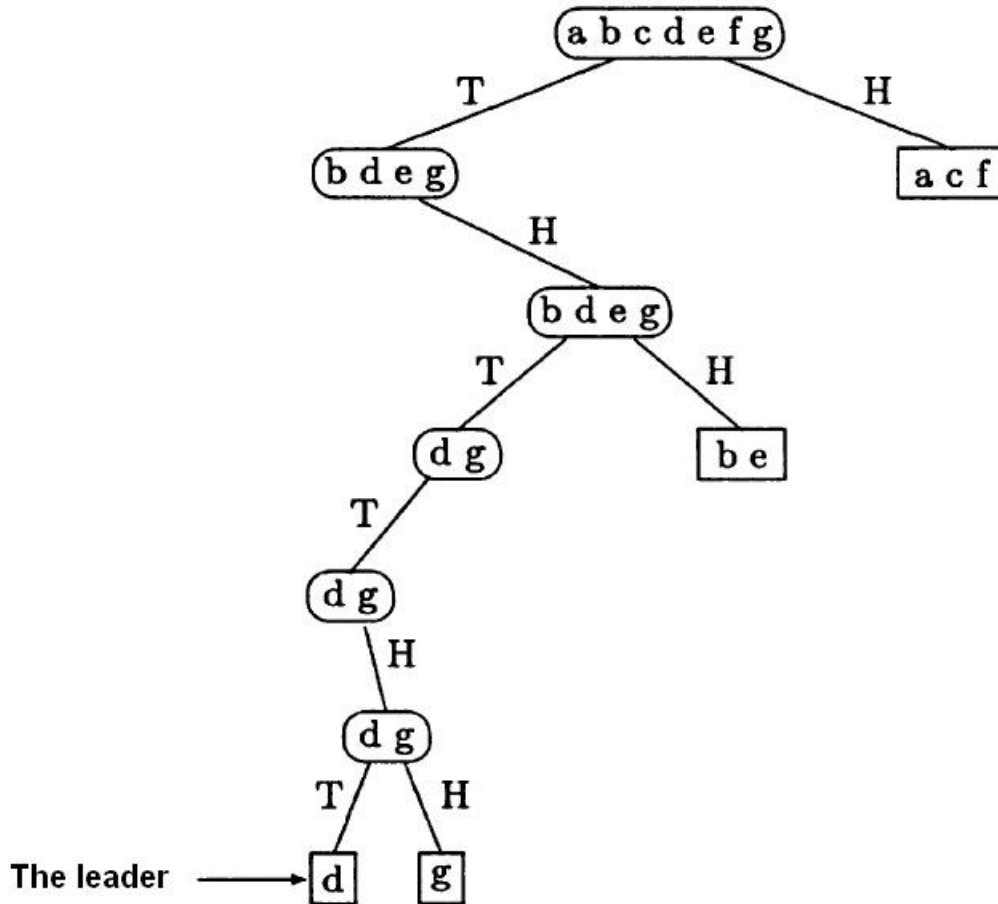 a b c d e f g
T H
b d e g a c f
H
b d e g
T H
d g b e
T
d g
H
d g
T H
The leader d g